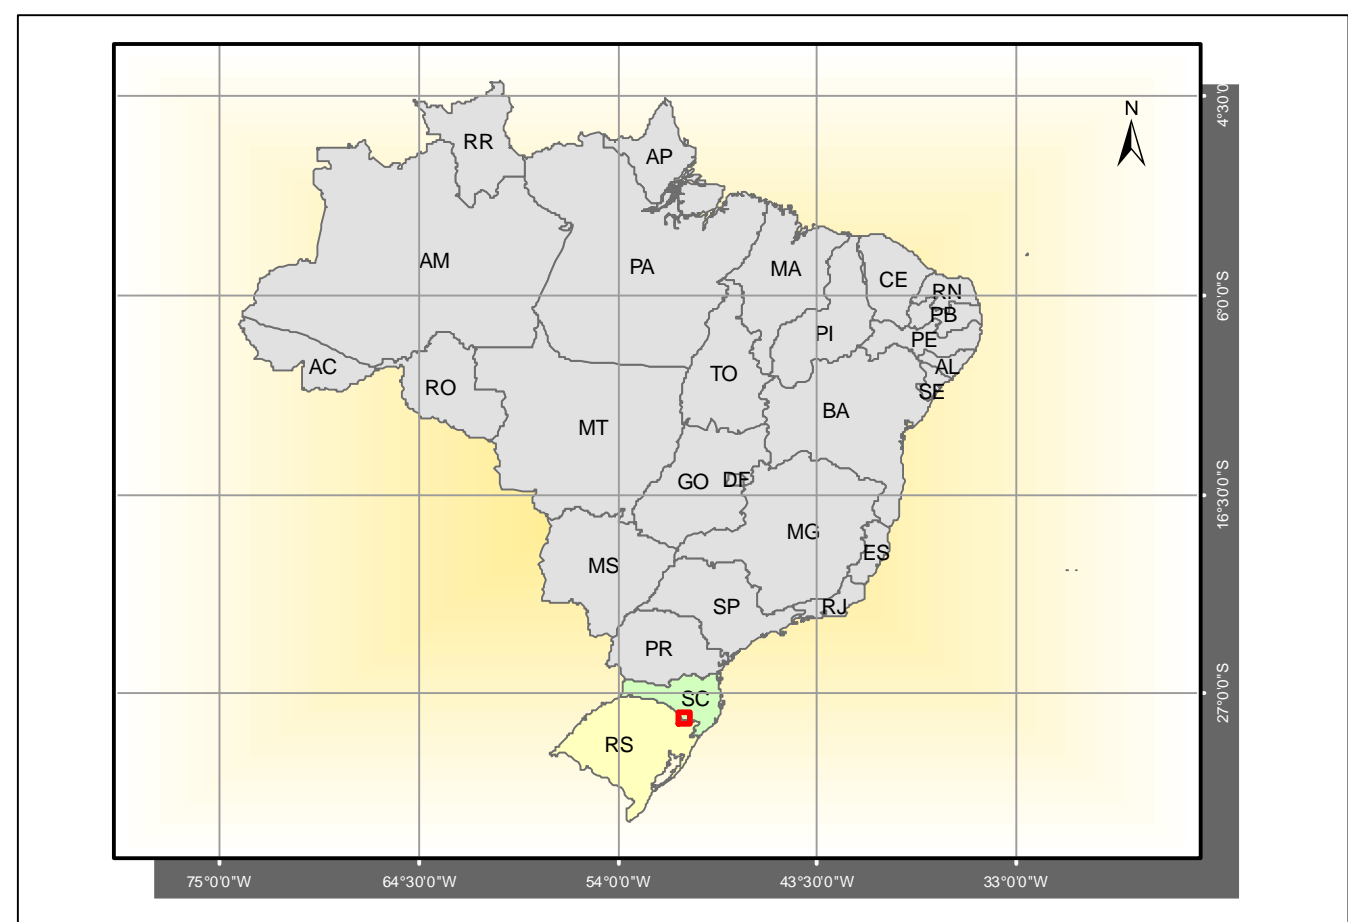 4°30'0
N
RR
AP
AM
PA
MA
CE
RN
6°0'0"S
PB
PI
PE
AC
TO
AL
RO
SE
BA
MT
GO
DF
16°30'0"S
MG
ES
MS
SP
RJ
PR
SC
27°0'0"S
RS
75°0'0"W
64°30'0"W
54°0'0"W
43°30'0"W
33°0'0"W